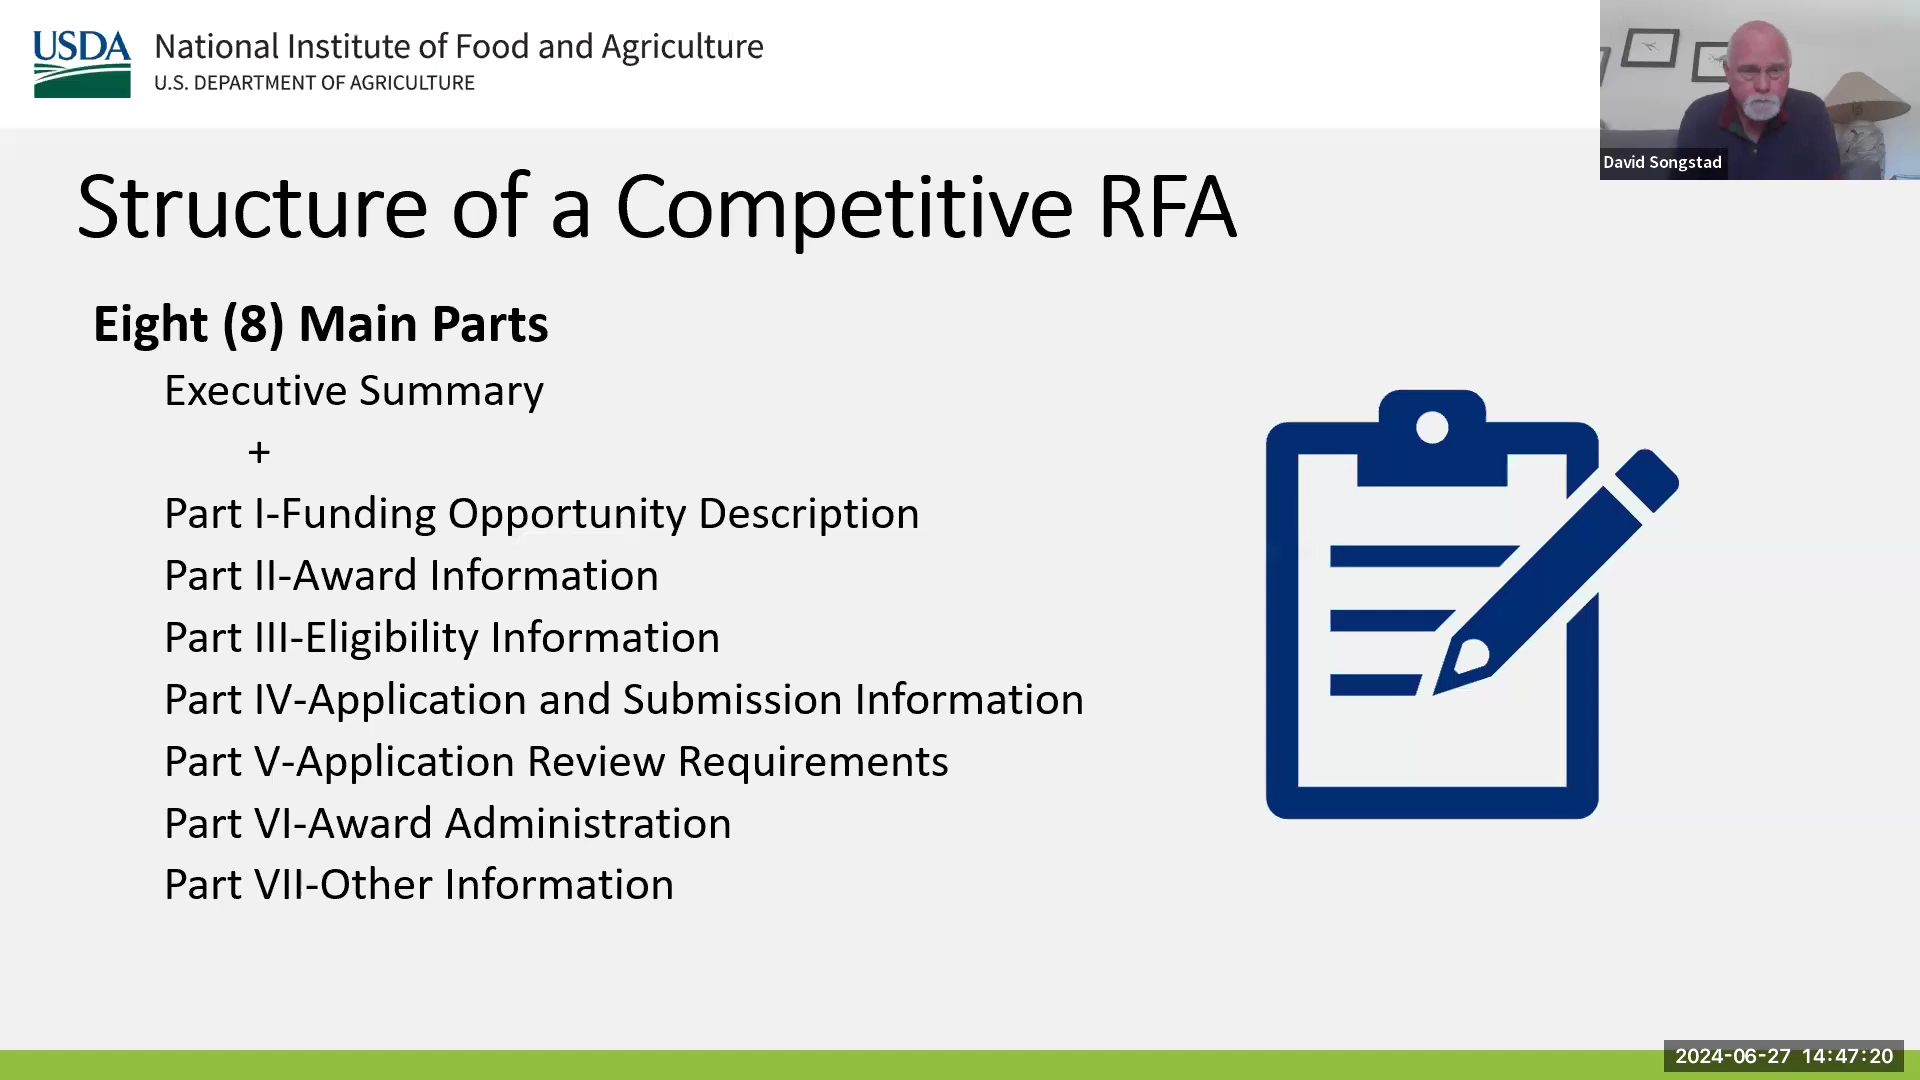 USDA
National Institute of Food and Agriculture
U.S. DEPARTMENT OF AGRICULTURE
David Songstad
Structure of a Competitive RFA
Eight (8) Main Parts
Executive Summary
+
Part I-Funding Opportunity Description
Part II-Award Information
Part III-Eligibility Information
Part IV-Application and Submission Information
Part V-Application Review Requirements
Part VI-Award Administration
Part VII-Other Information
2024-06-27 14:47:20